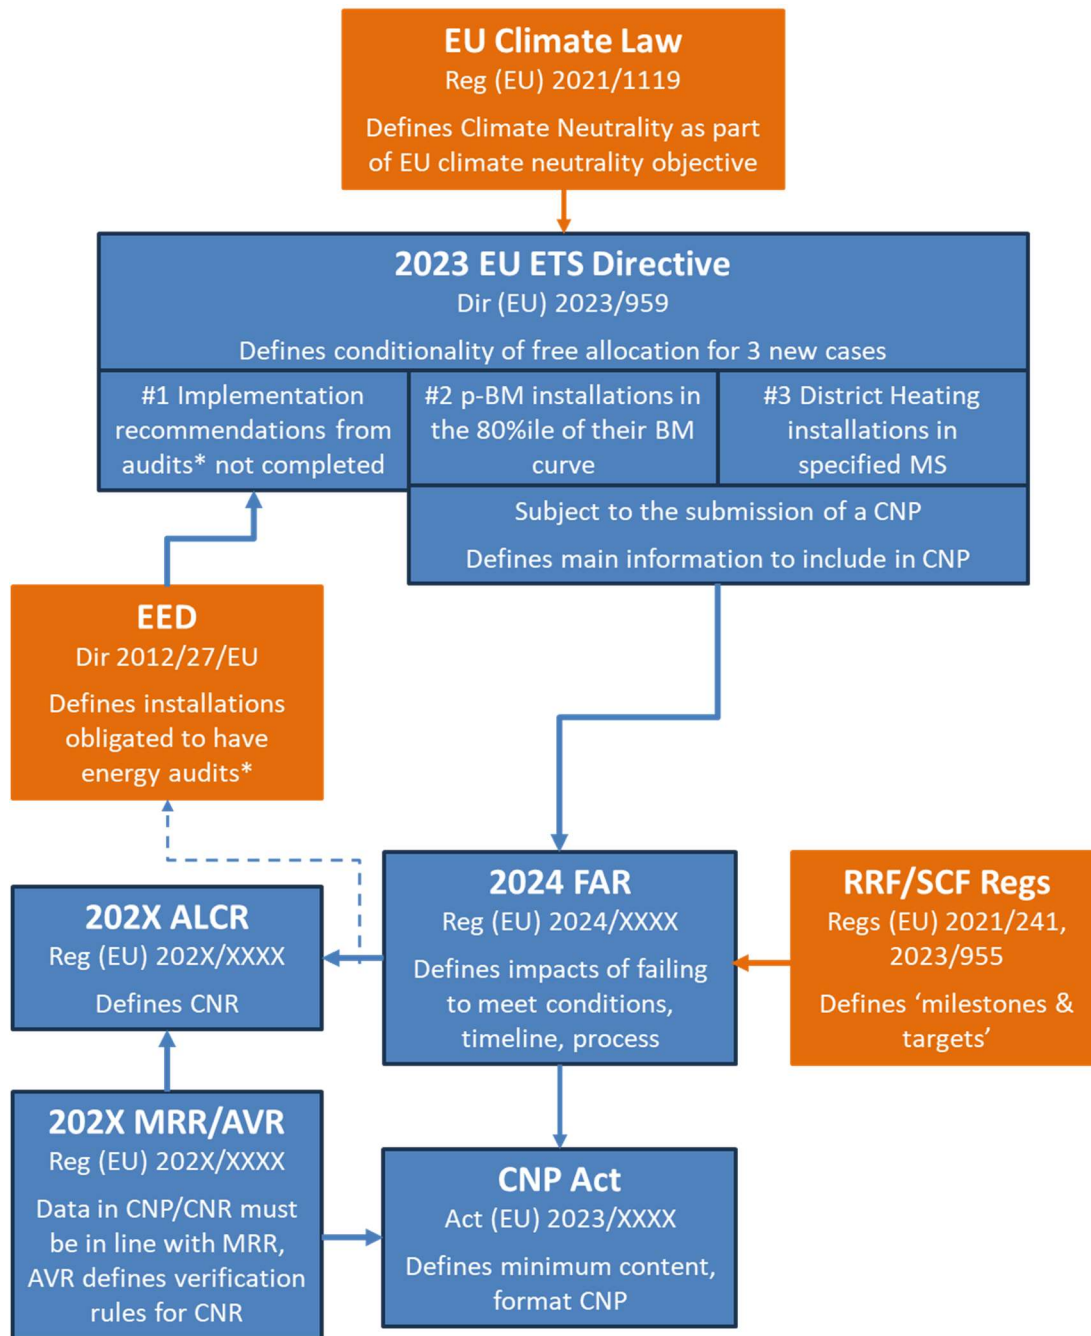 EU Climate Law
Reg (EU) 2021/1119
Defines Climate Neutrality as part
of EU climate neutrality objective
2023 EU ETS Directive
Dir (EU) 2023/959
Defines conditionality of free allocation for 3 new cases
#1 Implementation
recommendations from
audits* not completed
#2 p-BM installations in
the 80%ile of their BM
curve
#3 District Heating
installations in
specified MS
Subject to the submission of a CNP
Defines main information to include in CNP
EED
Dir 2012/27/EU
Defines installations
obligated to have
energy audits*
202X ALCR
Reg (EU) 202X/XXXX
Defines CNR
2024 FAR
Reg (EU) 2024/XXXX
Defines impacts of failing
to meet conditions,
timeline, process
RRF/SCF Regs
Regs (EU) 2021/241,
2023/955
Defines ‘milestones &
targets’
202X MRR/AVR
Reg (EU) 202X/XXXX
Data in CNP/CNR must
be in line with MRR,
AVR defines verification
rules for CNR
CNP Act
Act (EU) 2023/XXXX
Defines minimum content,
format CNP